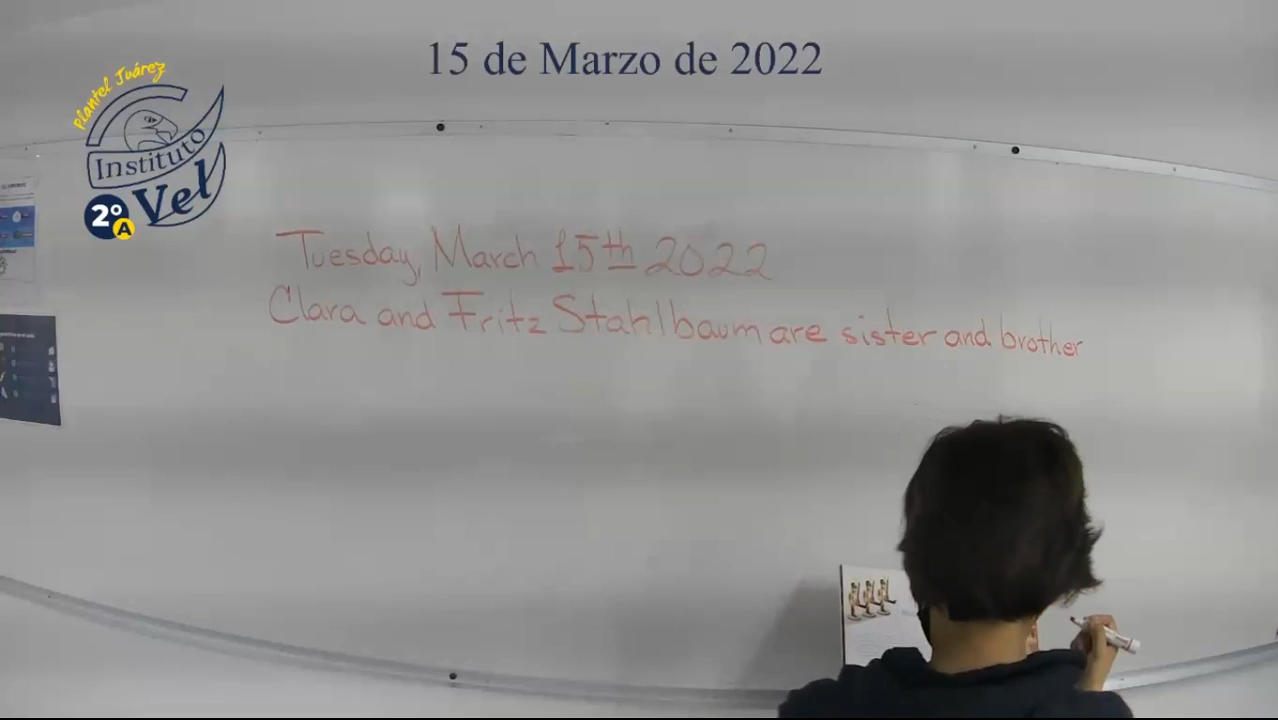 15 de Marzo de 2022
Plantel Juárez
Instituto
Vel
2º
A
Tuesday, March 15th 2022
Clara and Fritz Stahlbaum are sister and brother